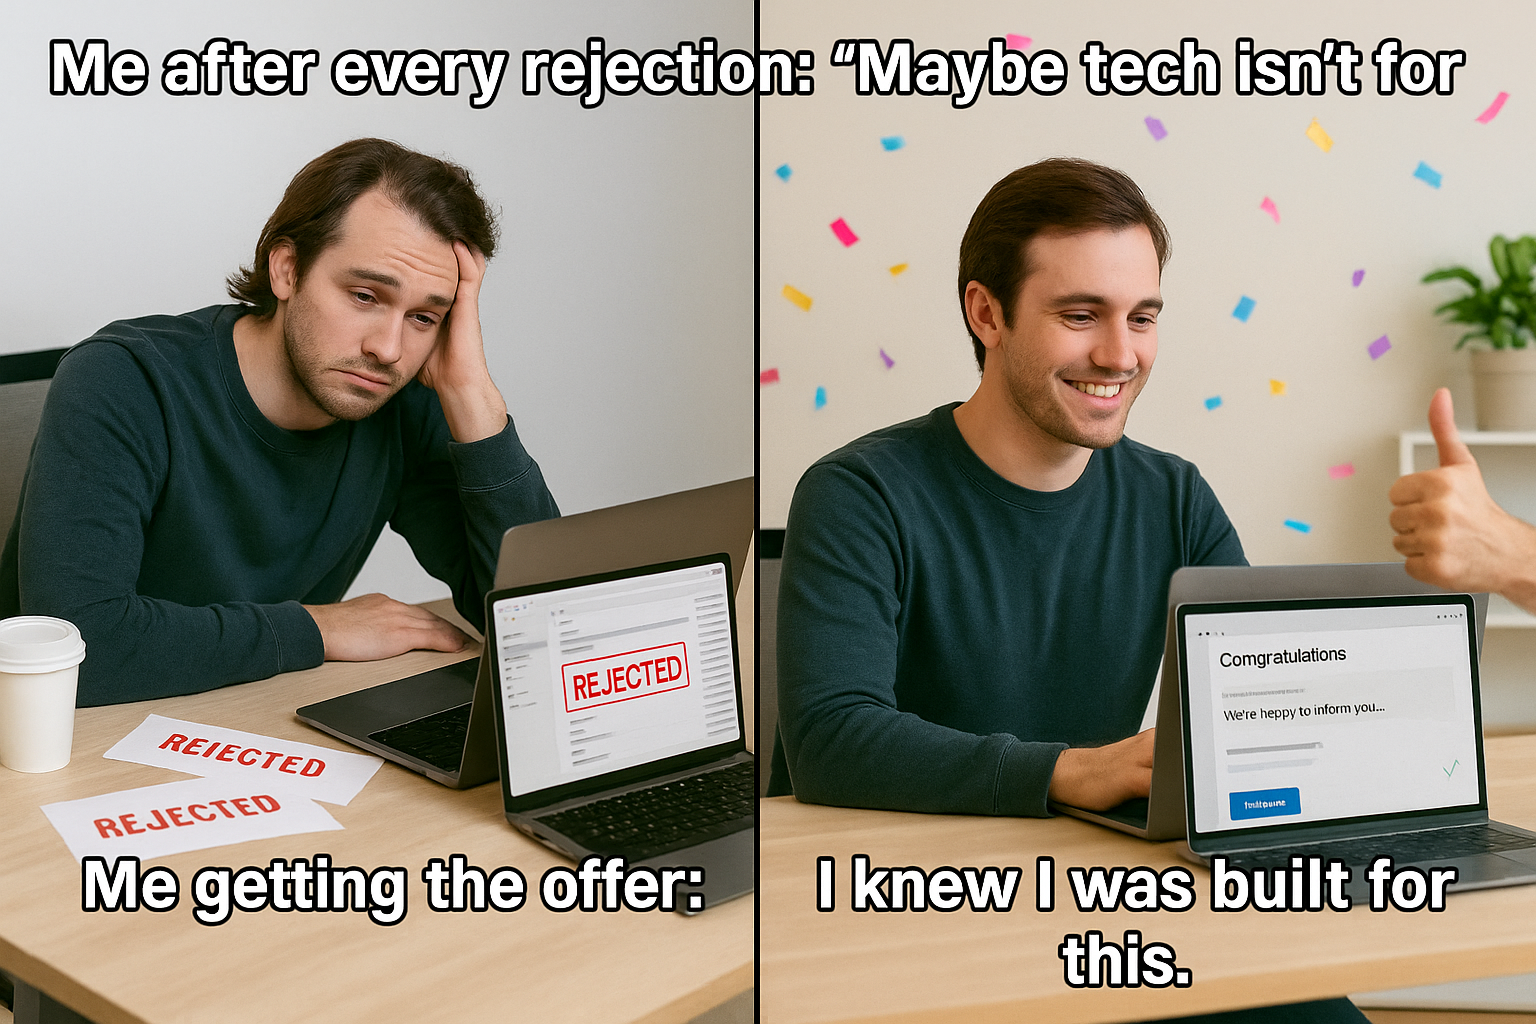 Me after every rejection: “Maybe tech isn’t for
REJECTED
REJECTED
REJECTED
Comgratulations
We're heppy to inform you...
Me getting the offer:
I knew I was built for
this.